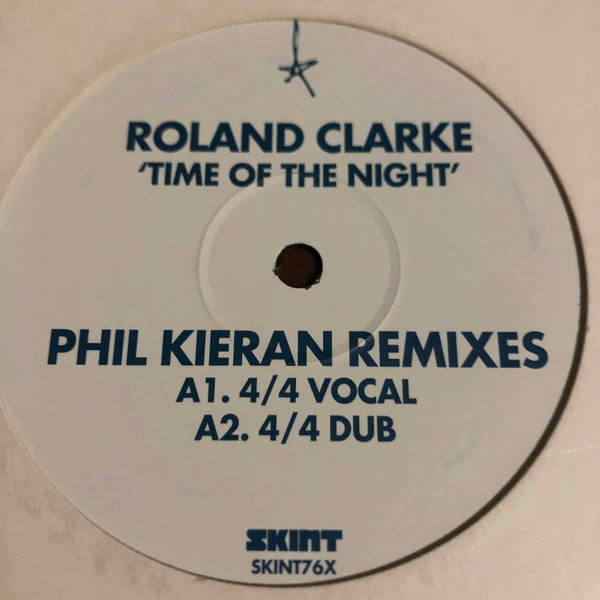 ROLAND CLARKE
‘TIME OF THE NIGHT’
PHIL KIERAN REMIXES
A1. 4/4 VOCAL
A2. 4/4 DUB
SKINT
SKINT76X